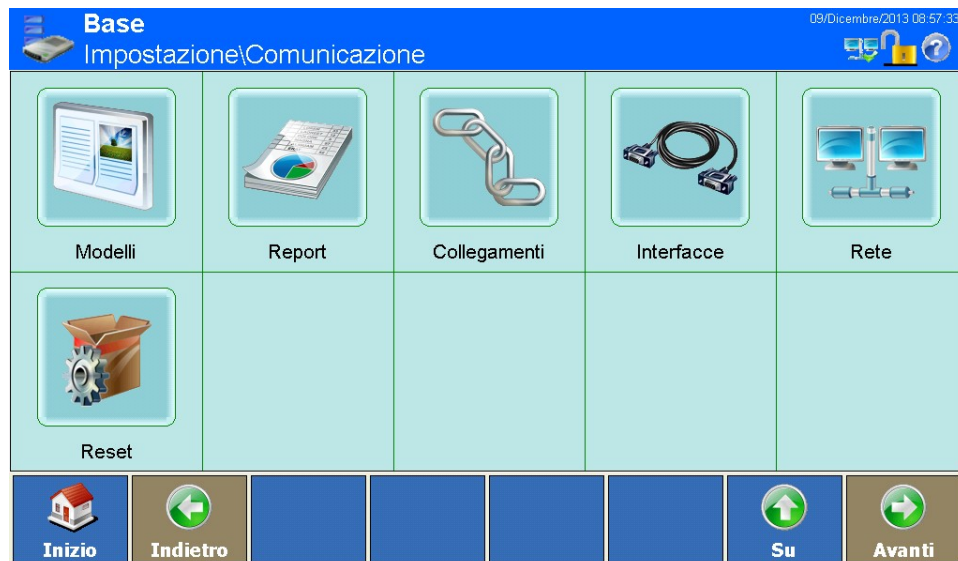 Base
09/Dicembre/2013 08:57:33
Impostazione\Comunicazione
Modelli
Report
Collegamenti
Interfacce
Rete
Reset
Inizio
Indietro
Su
Avanti